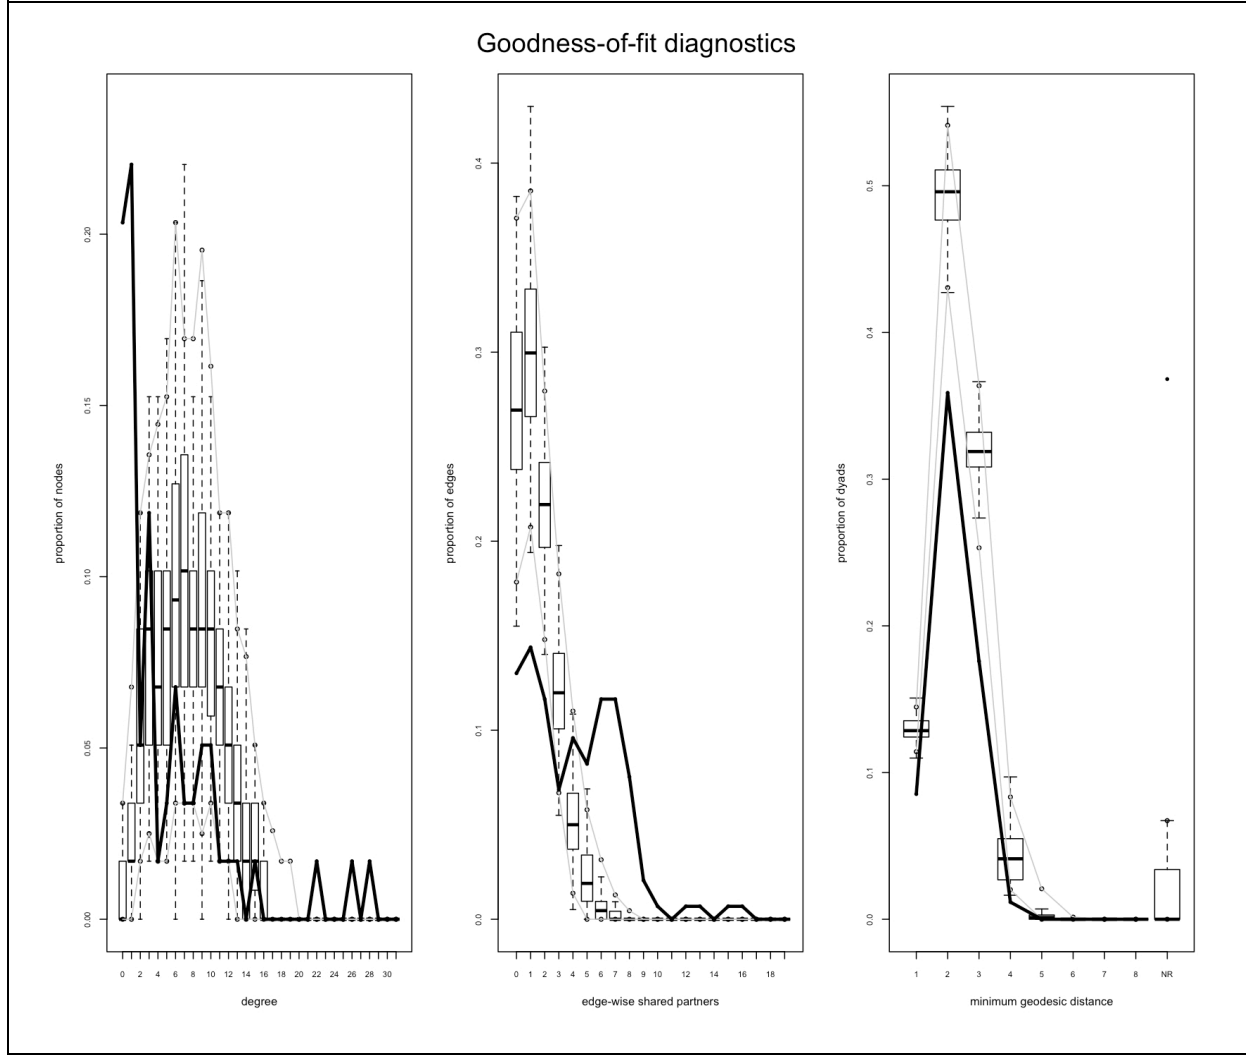 Goodness-of-fit diagnostics
proportion of nodes
0.00
0.05
0.10
0.15
0.20
0 2 4 6 8 10 12 14 16 18 20 22 24 26 28 30
degree
proportion of edges
0.0
0.1
0.2
0.3
0.4
0 1 2 3 4 5 6 7 8 9 10 12 14 16 18
edge-wise shared partners
proportion of dyads
0.0
0.1
0.2
0.3
0.4
0.5
1 2 3 4 5 6 7 8 NR
minimum geodesic distance